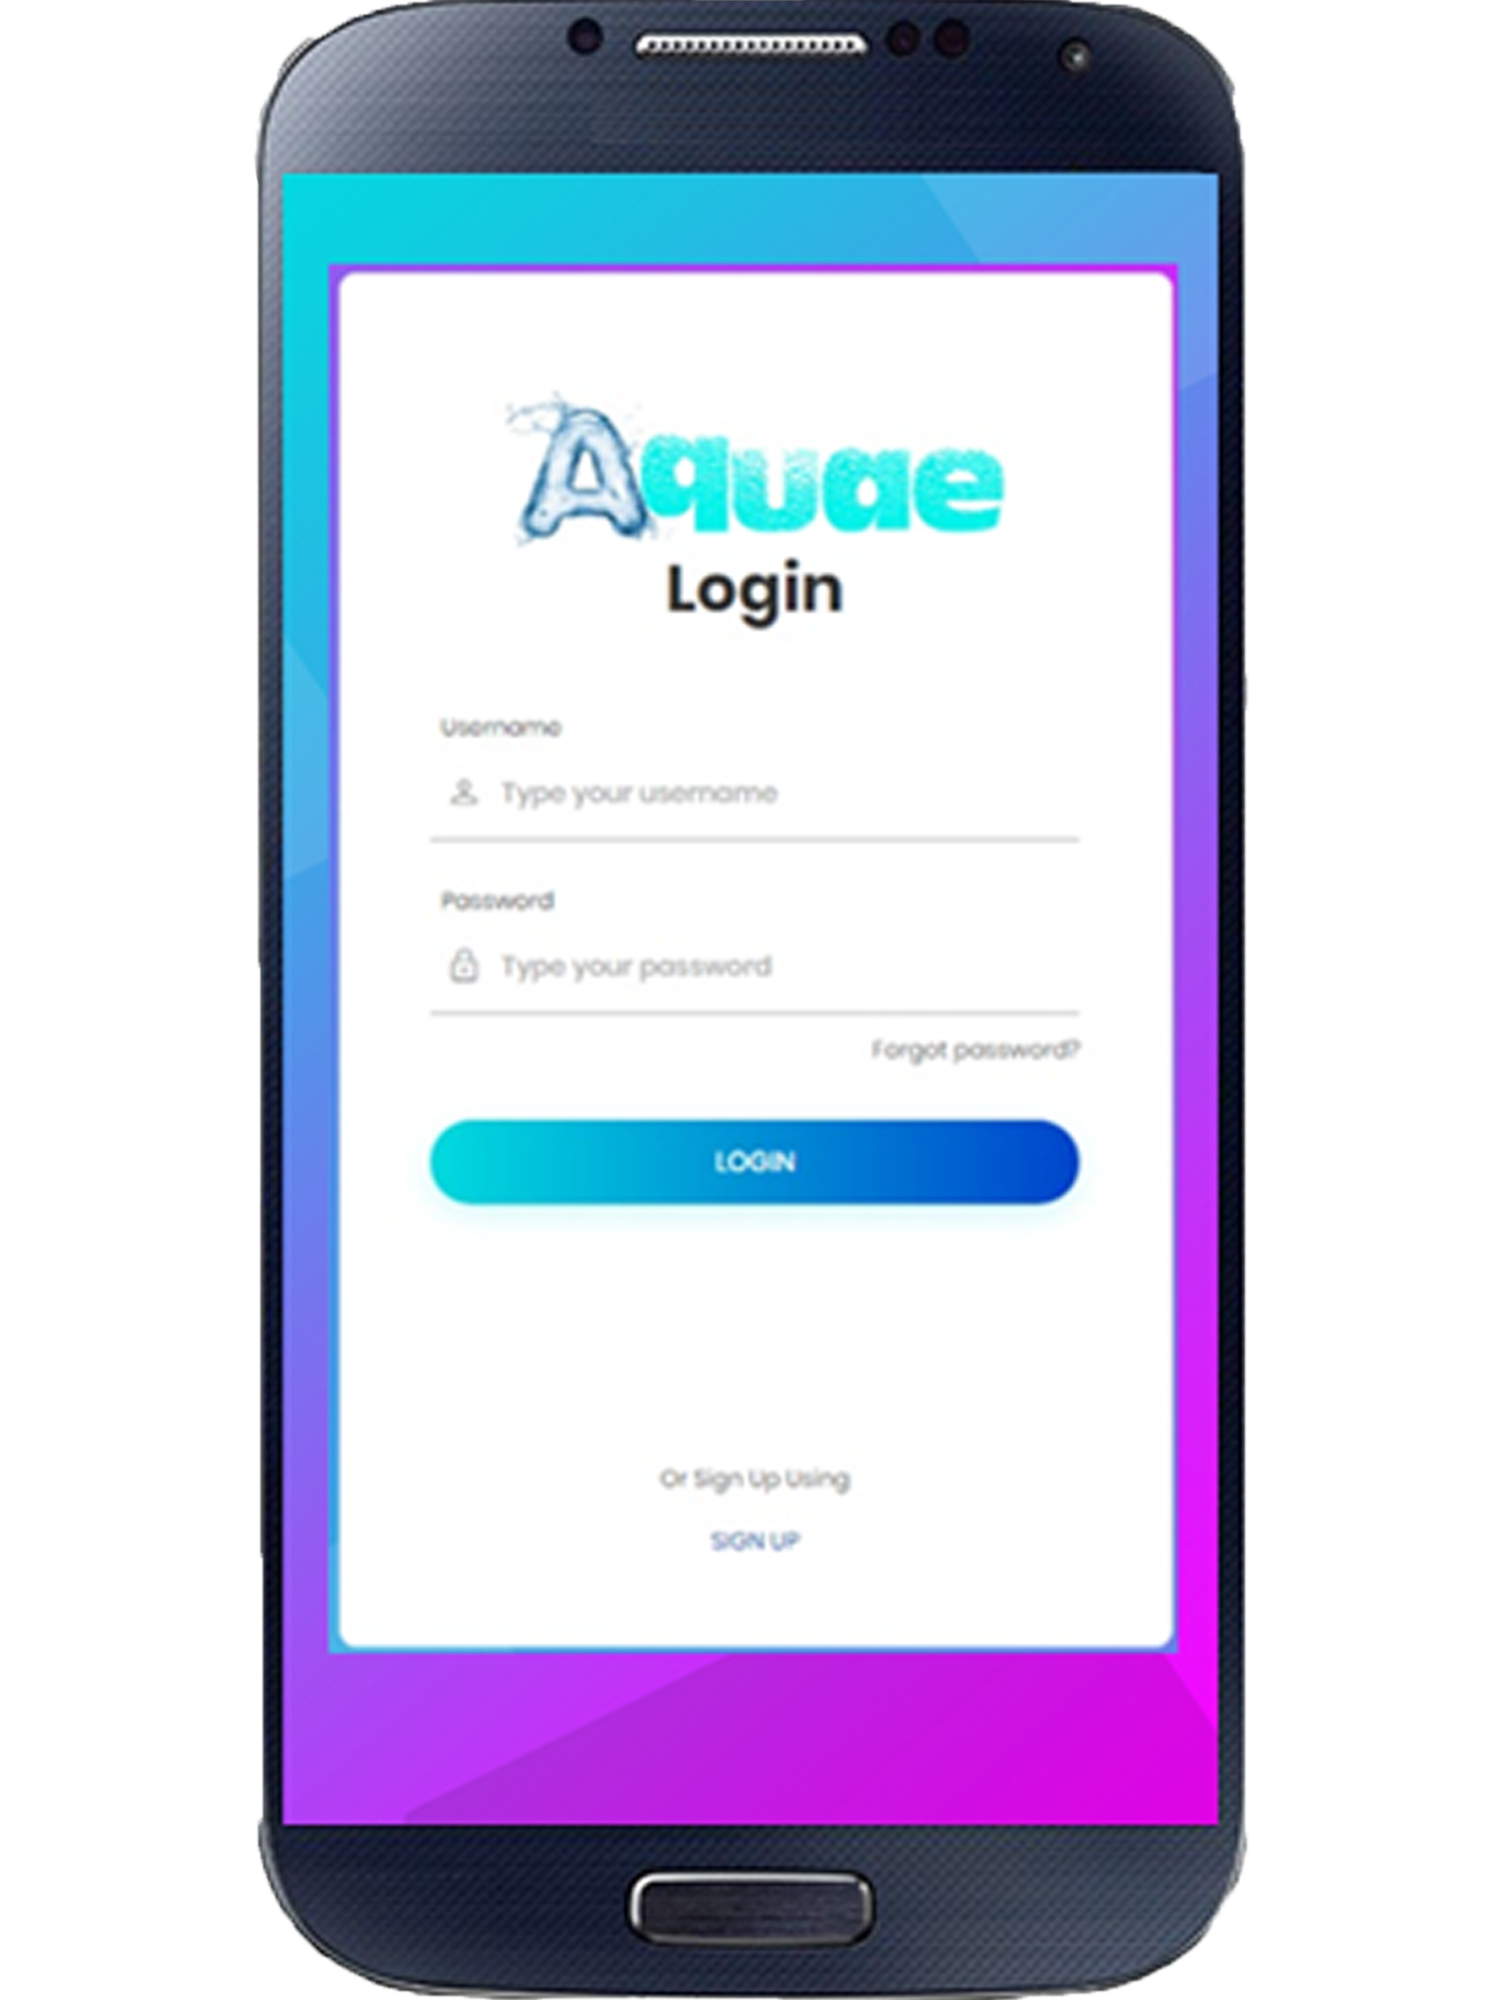 Aquae
Login
Username
Type your username
Password
Type your password
Forgot password?
LOGIN
Or Sign Up Using
SIGN UP